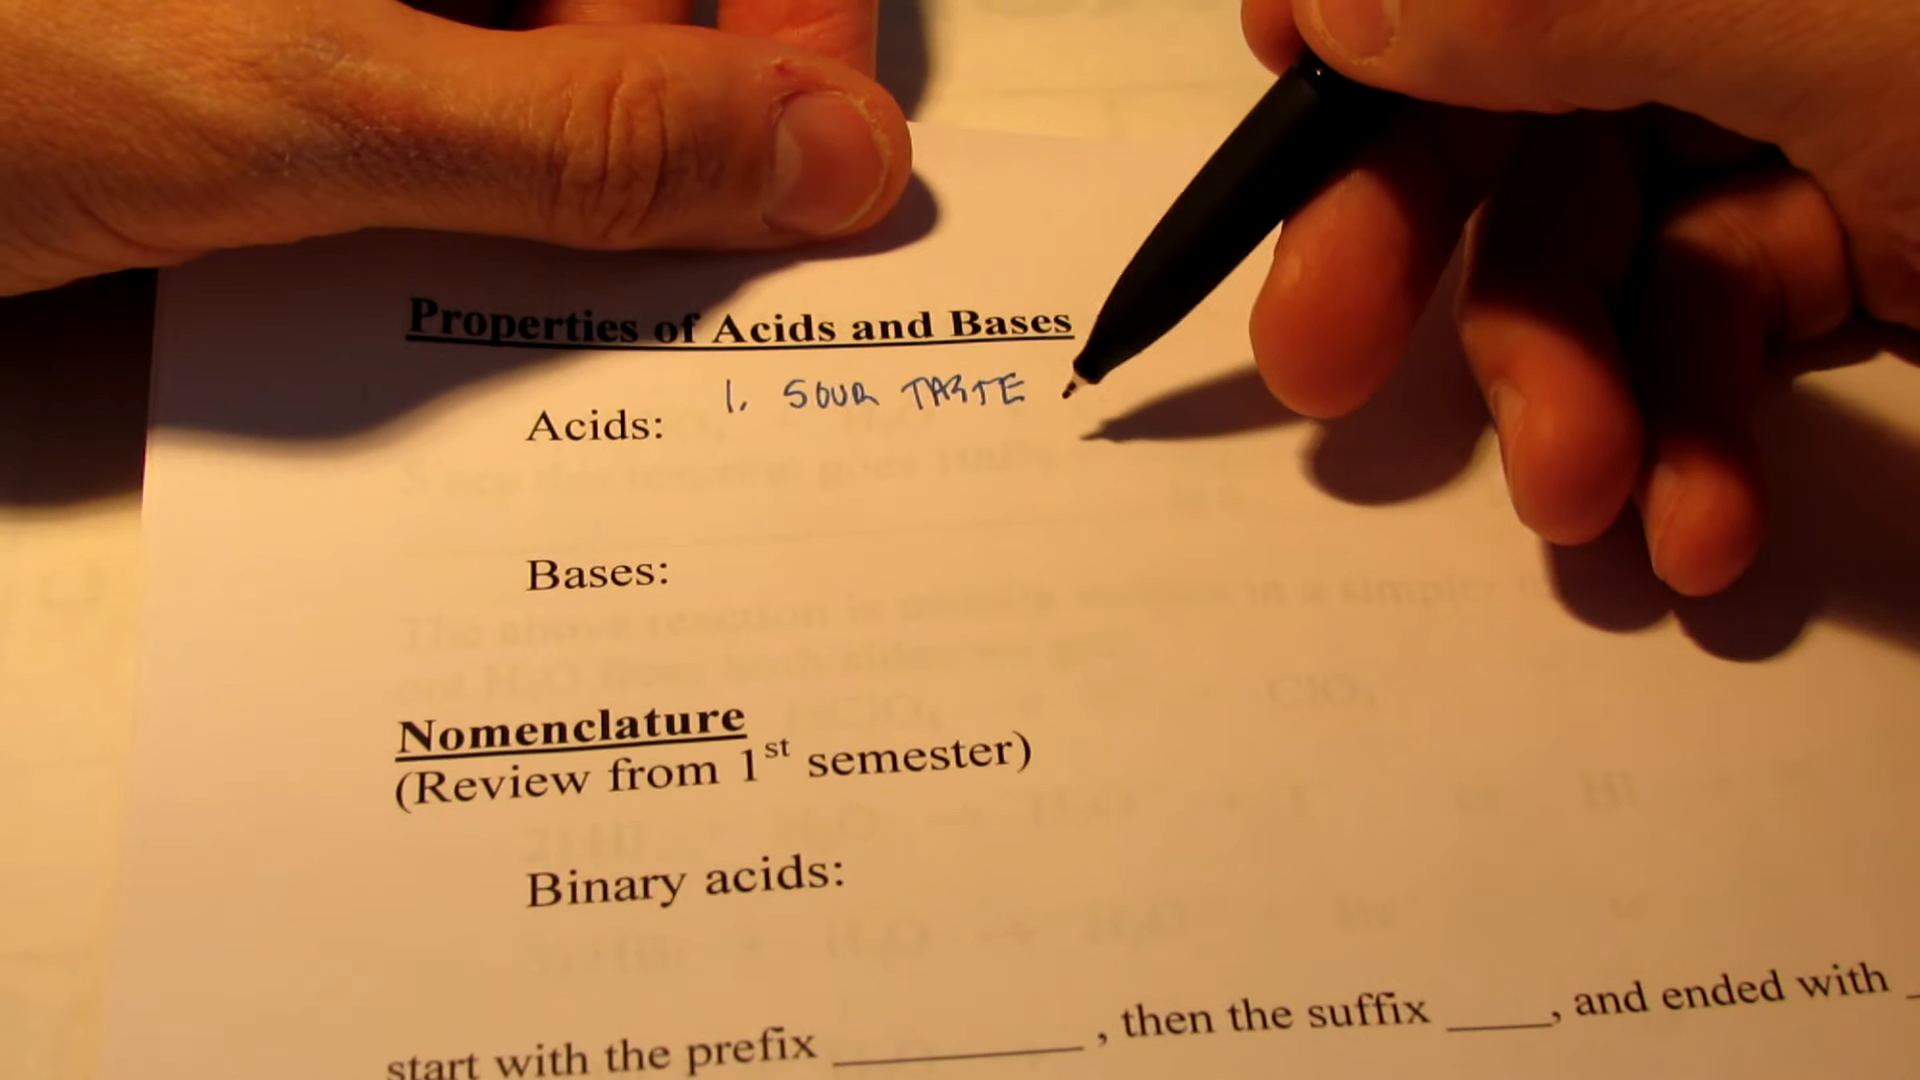 Properties of Acids and Bases
1. SOUR TASTE
Acids:
Bases:
Nomenclature
(Review from 1st semester)
Binary acids:
start with the prefix __________, then the suffix _____, and ended with _